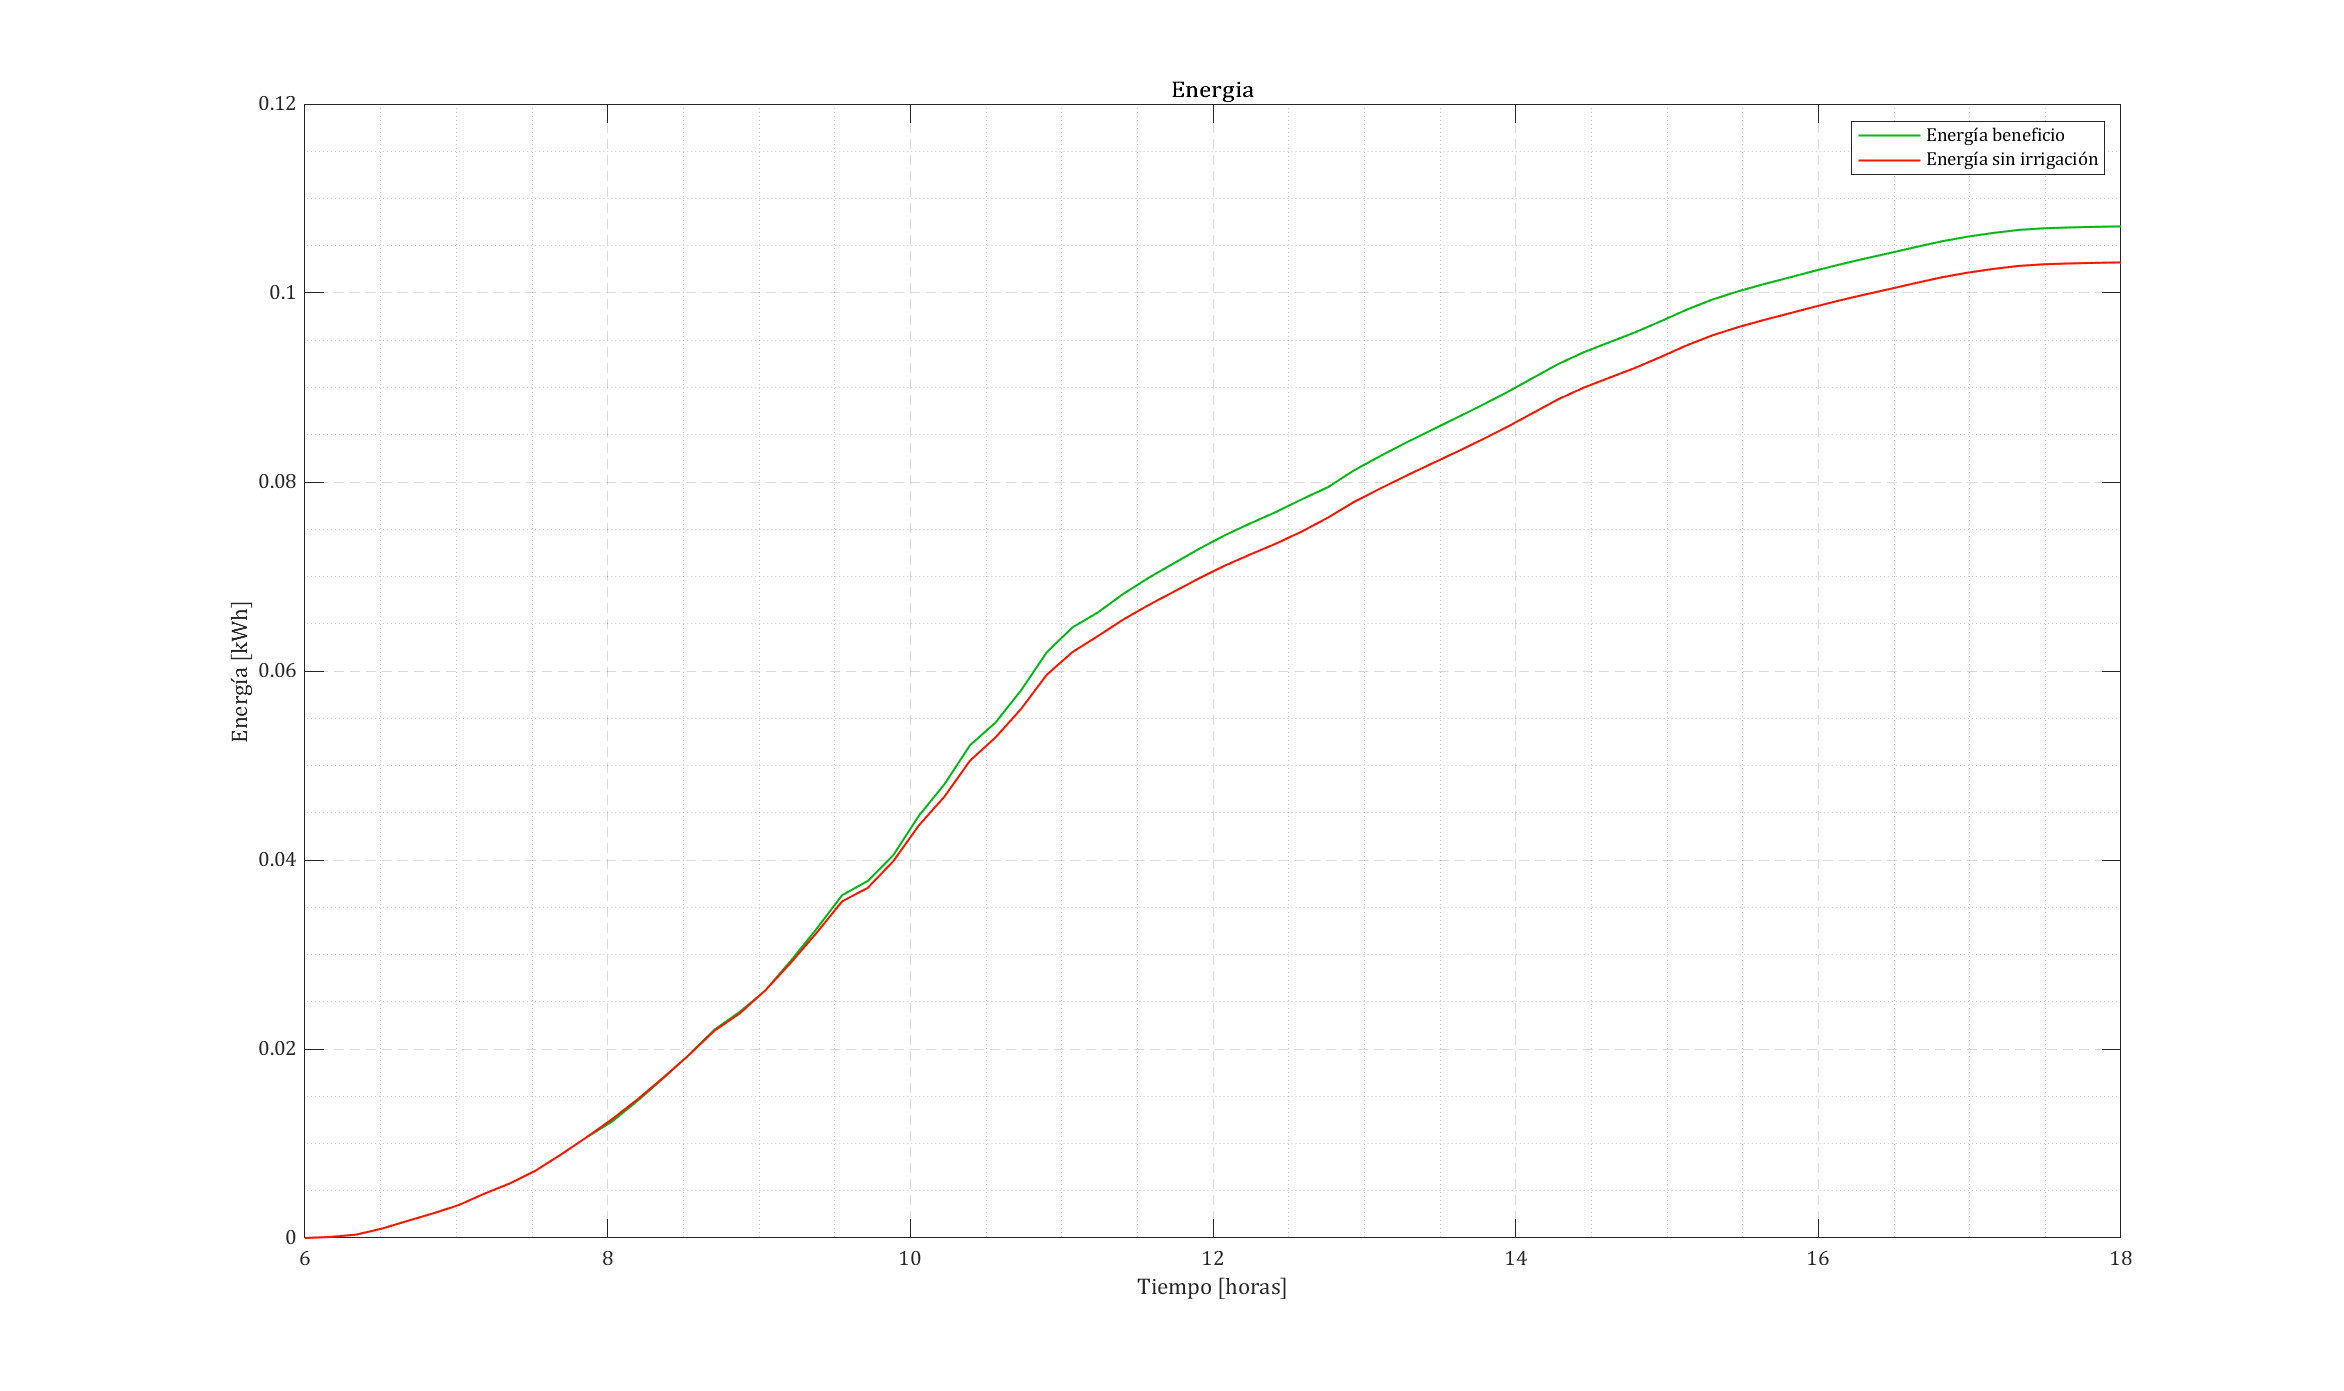 Energia
Energía beneficio
Energía sin irrigación
0.12
0.1
0.08
0.06
0.04
0.02
0
Energía [kWh]
6 8 10 12 14 16 18
Tiempo [horas]